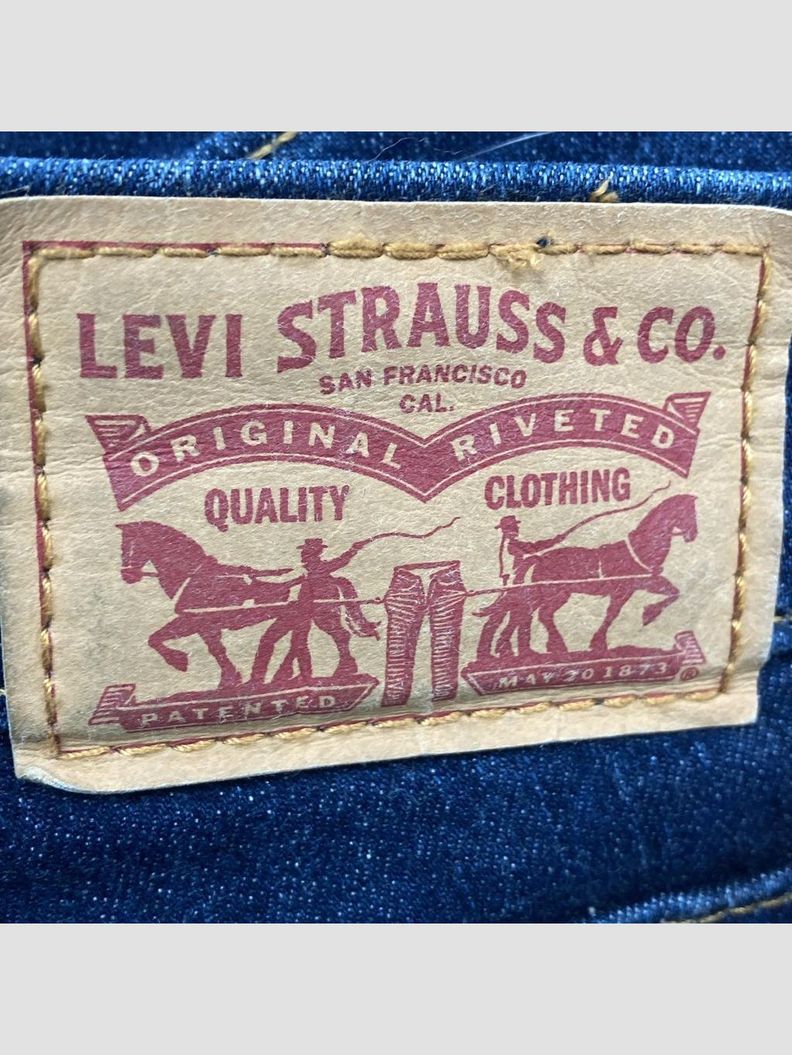 LEVI STRAUSS & CO.
SAN FRANCISCO
CAL.
ORIGINAL RIVETED
QUALITY CLOTHING
PATENTED MAY 20 1873 ®